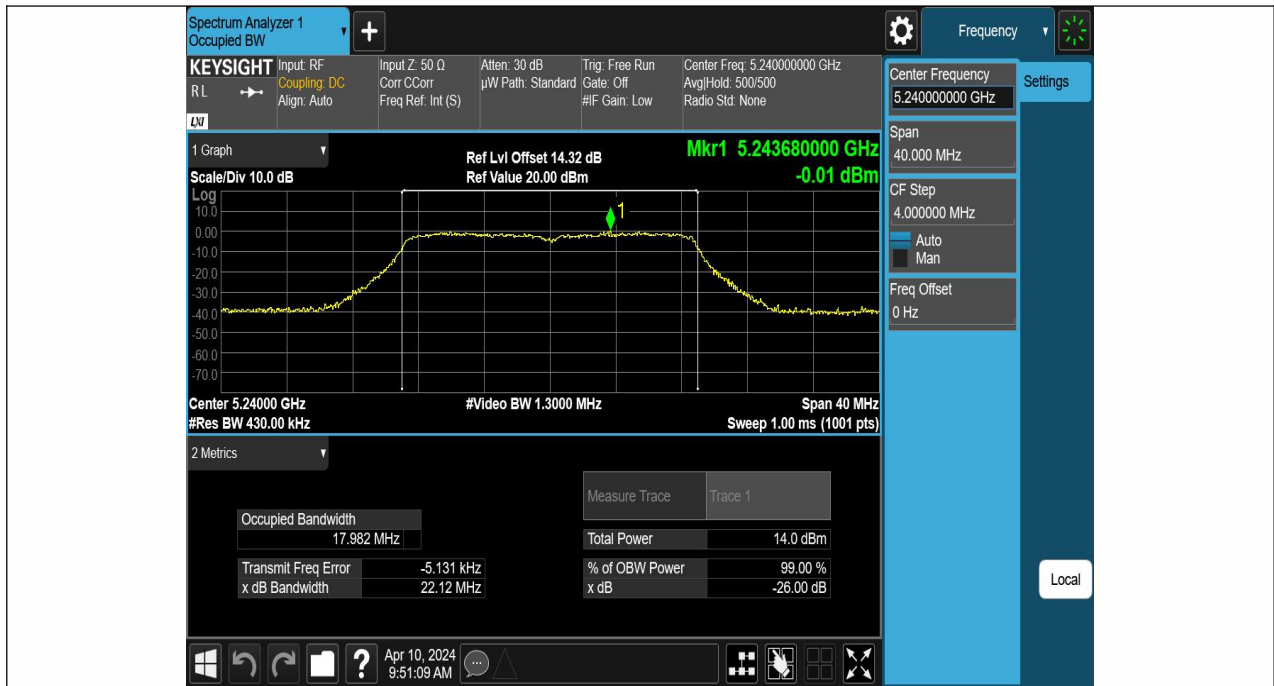 Spectrum Analyzer 1
Occupied BW
+
Frequency
KEYSIGHT
RL
LXI
Input: RF
Coupling: DC
Align: Auto
Input Z: 50 Ω
Corr CCorr
Freq Ref: Int (S)
Atten: 30 dB
µW Path: Standard
Trig: Free Run
Gate: Off
#IF Gain: Low
Center Freq: 5.240000000 GHz
Avg|Hold: 500/500
Radio Std: None
Center Frequency
5.240000000 GHz
Settings
Span
40.000 MHz
CF Step
4.000000 MHz
Auto
Man
Freq Offset
0 Hz
Local
1 Graph
Scale/Div 10.0 dB
Ref Lvl Offset 14.32 dB
Ref Value 20.00 dBm
Mkr1 5.243680000 GHz
-0.01 dBm
Log
10.0
0.00
-10.0
-20.0
-30.0
-40.0
-50.0
-60.0
-70.0
1
Center 5.24000 GHz
#Res BW 430.00 kHz
#Video BW 1.3000 MHz
Span 40 MHz
Sweep 1.00 ms (1001 pts)
2 Metrics
Measure Trace Trace 1
Occupied Bandwidth
17.982 MHz
Total Power 14.0 dBm
Transmit Freq Error -5.131 kHz
% of OBW Power 99.00 %
x dB Bandwidth 22.12 MHz
x dB -26.00 dB
?
Apr 10, 2024
9:51:09 AM